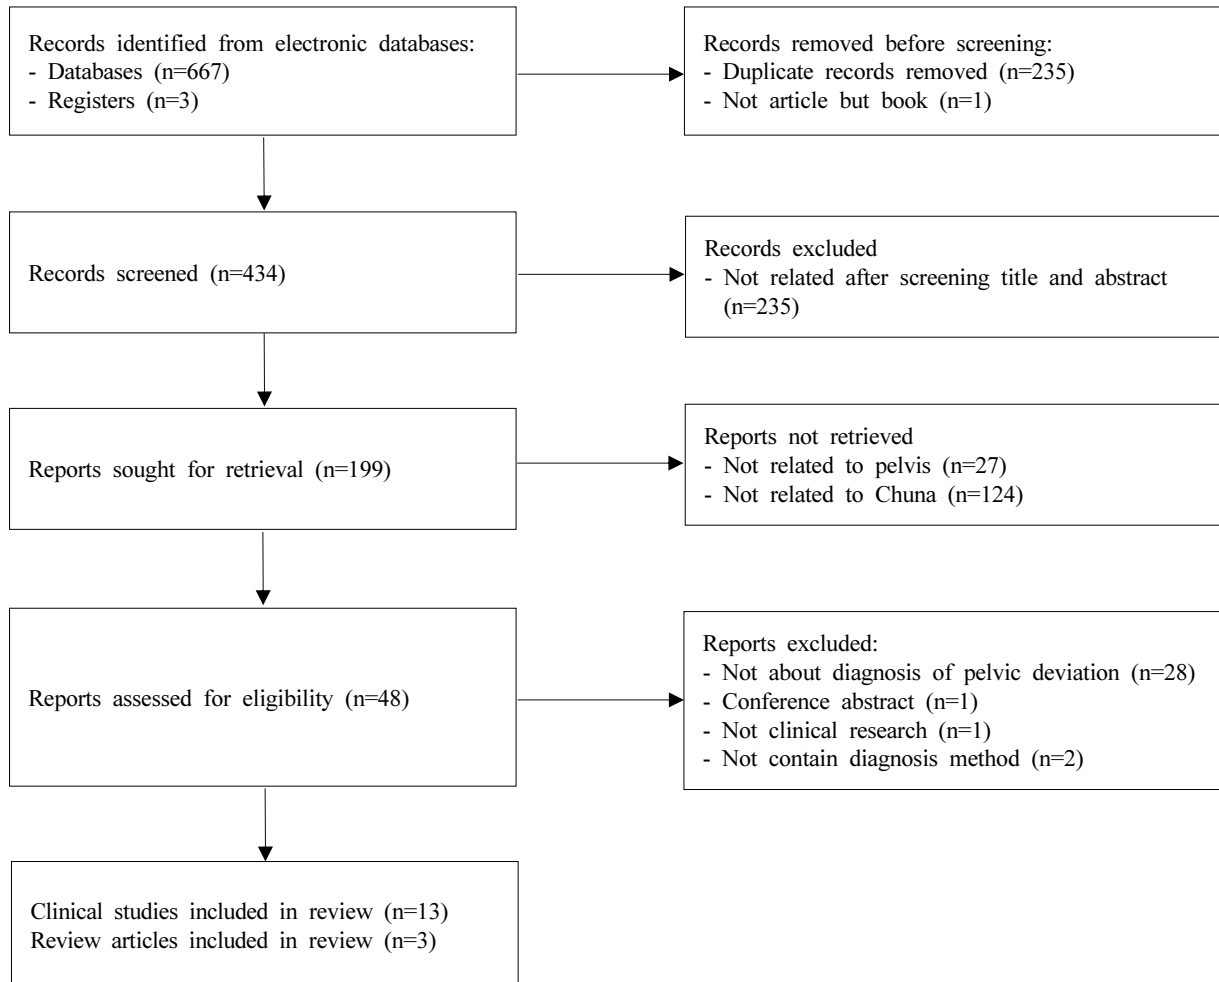 Records identified from electronic databases:
- Databases (n=667)
- Registers (n=3)
Records removed before screening:
- Duplicate records removed (n=235)
- Not article but book (n=1)
Records screened (n=434)
Records excluded
- Not related after screening title and abstract
(n=235)
Reports sought for retrieval (n=199)
Reports not retrieved
- Not related to pelvis (n=27)
- Not related to Chuna (n=124)
Reports assessed for eligibility (n=48)
Reports excluded:
- Not about diagnosis of pelvic deviation (n=28)
- Conference abstract (n=1)
- Not clinical research (n=1)
- Not contain diagnosis method (n=2)
Clinical studies included in review (n=13)
Review articles included in review (n=3)